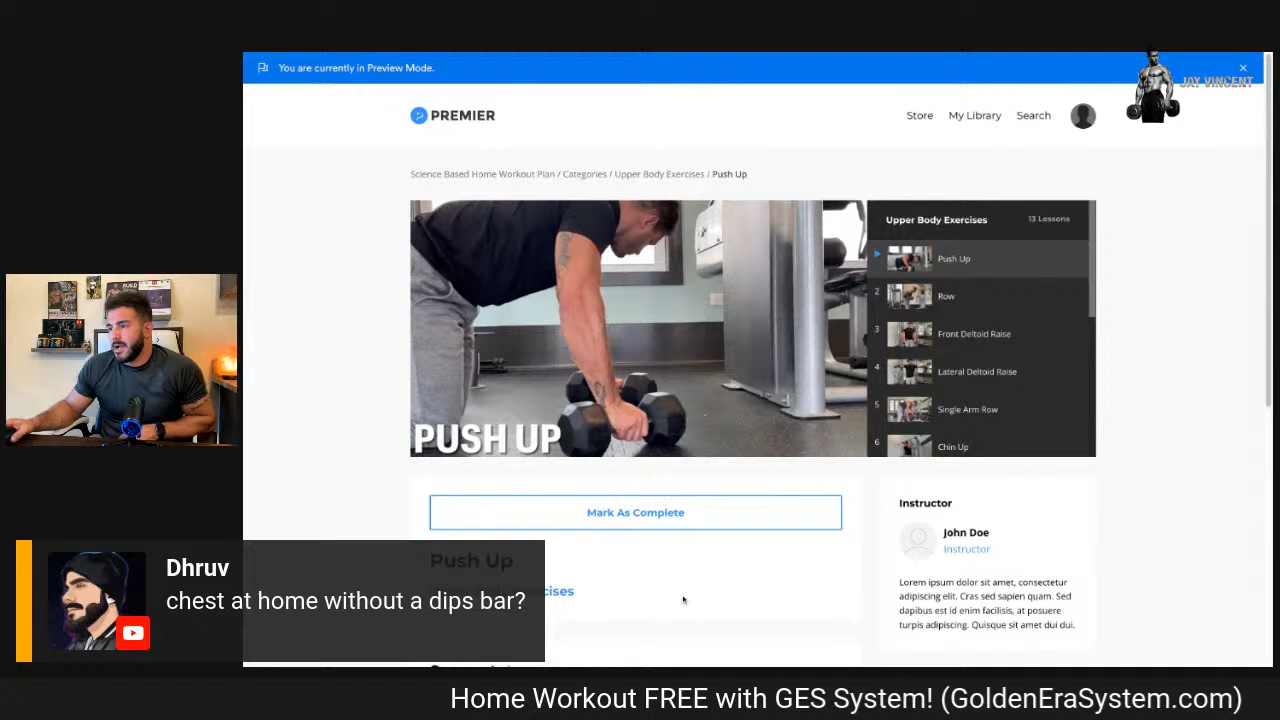 You are currently in Preview Mode.
JAY VINCENT
PREMIER
Store My Library Search
Science Based Home Workout Plan / Categories / Upper Body Exercises / Push Up
Upper Body Exercises 13 Lessons
Push Up
2 Row
3 Front Deltoid Raise
4 Lateral Deltoid Raise
5 Single Arm Row
6 Chin Up
PUSH UP
Mark As Complete
Push Up
Instructor
John Doe
Instructor
Lorem ipsum dolor sit amet, consectetur
adipiscing elit. Cras sed sapien quam. Sed
dapibus est id enim facilisis, at posuere
turpis adipiscing. Quisque sit amet dui dui.
Dhruv
chest at home without a dips bar?
Home Workout FREE with GES System! (GoldenEraSystem.com)